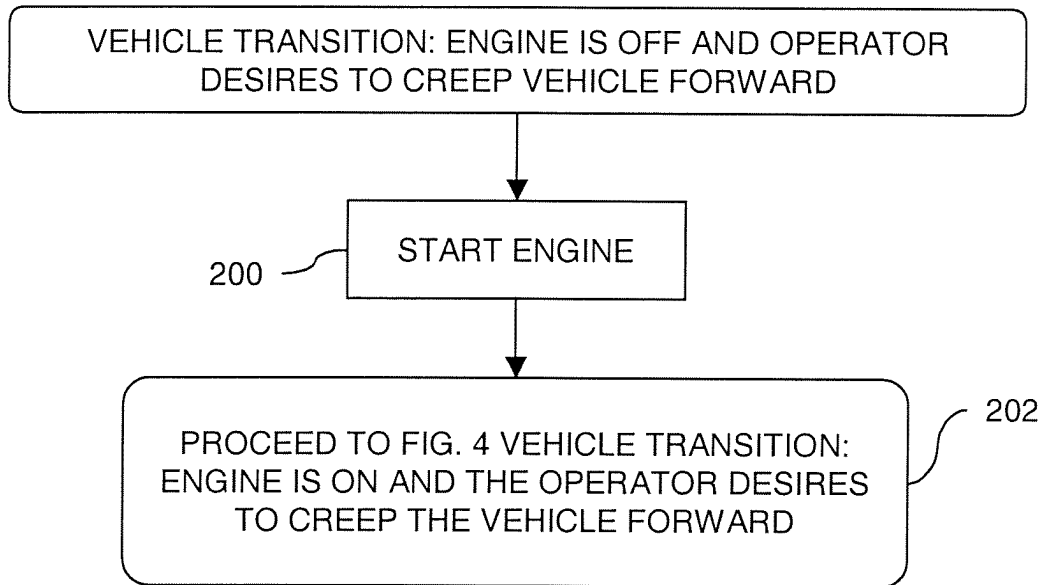 VEHICLE TRANSITION: ENGINE IS OFF AND OPERATOR
DESIRES TO CREEP VEHICLE FORWARD
START ENGINE
200
202
PROCEED TO FIG. 4 VEHICLE TRANSITION:
ENGINE IS ON AND THE OPERATOR DESIRES
TO CREEP THE VEHICLE FORWARD